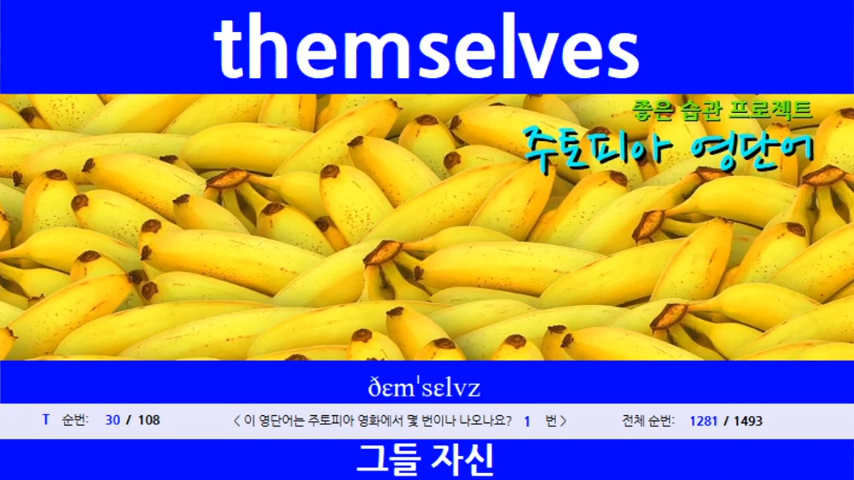 themselves
좋은 습관 프로젝트
주토피아 영단어
ðɛmˈsɛlvz
T 순번: 30 / 108 < 이 영단어는 주토피아 영화에서 몇 번이나 나오나요? 1 번 > 전체 순번: 1281 / 1493
그들 자신